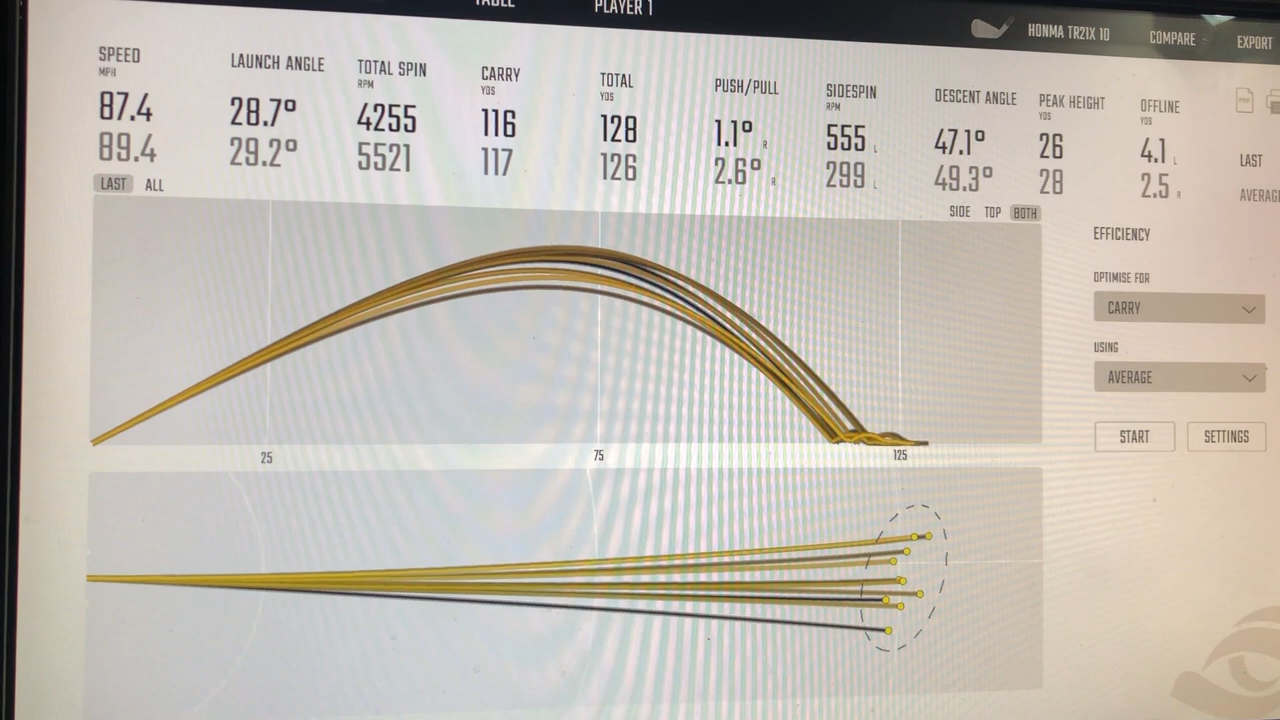 TABLE
PLAYER 1
HONMA TR21X 10
COMPARE
EXPORT
SPEED
MPH
87.4
89.4
LAUNCH ANGLE
28.7°
29.2°
TOTAL SPIN
RPM
4255
5521
CARRY
YDS
116
117
TOTAL
YDS
128
126
PUSH/PULL
1.1° R
2.6° R
SIDESPIN
RPM
555 L
299 L
DESCENT ANGLE
47.1°
49.3°
PEAK HEIGHT
YDS
26
28
OFFLINE
YDS
4.1 L
2.5 R
LAST
AVERAGE
LAST ALL
SIDE TOP BOTH
EFFICIENCY
OPTIMISE FOR
CARRY
USING
AVERAGE
START SETTINGS
25 75 125